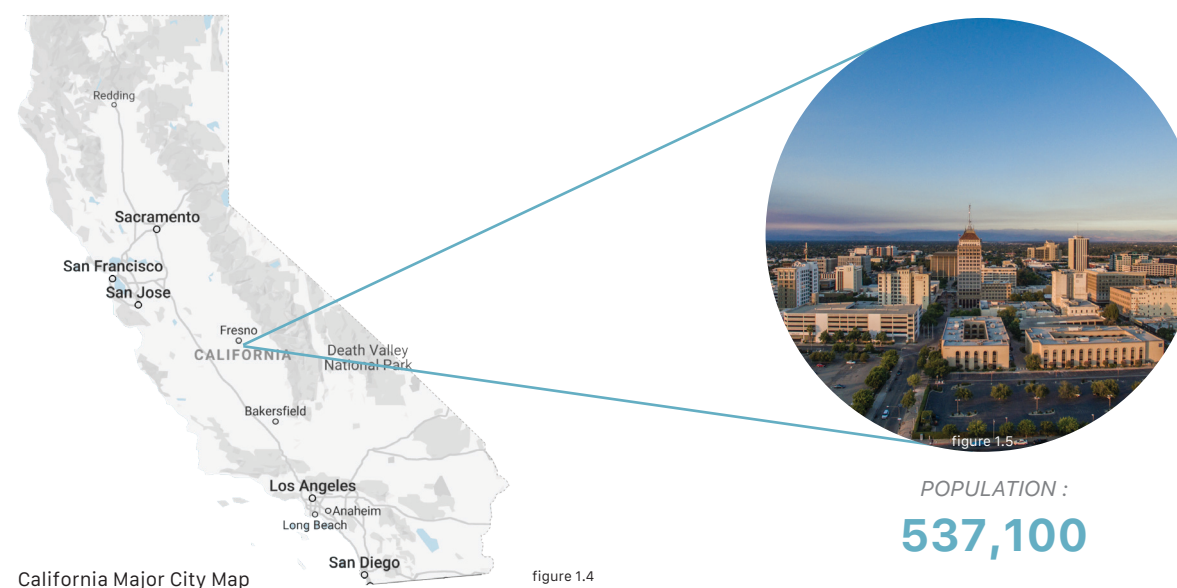 Redding
Sacramento
San Francisco
San Jose
Fresno
CALIFORNIA
Death Valley
National Park
Bakersfield
Los Angeles
Anaheim
Long Beach
San Diego
California Major City Map
figure 1.4
figure 1.5
POPULATION :
537,100